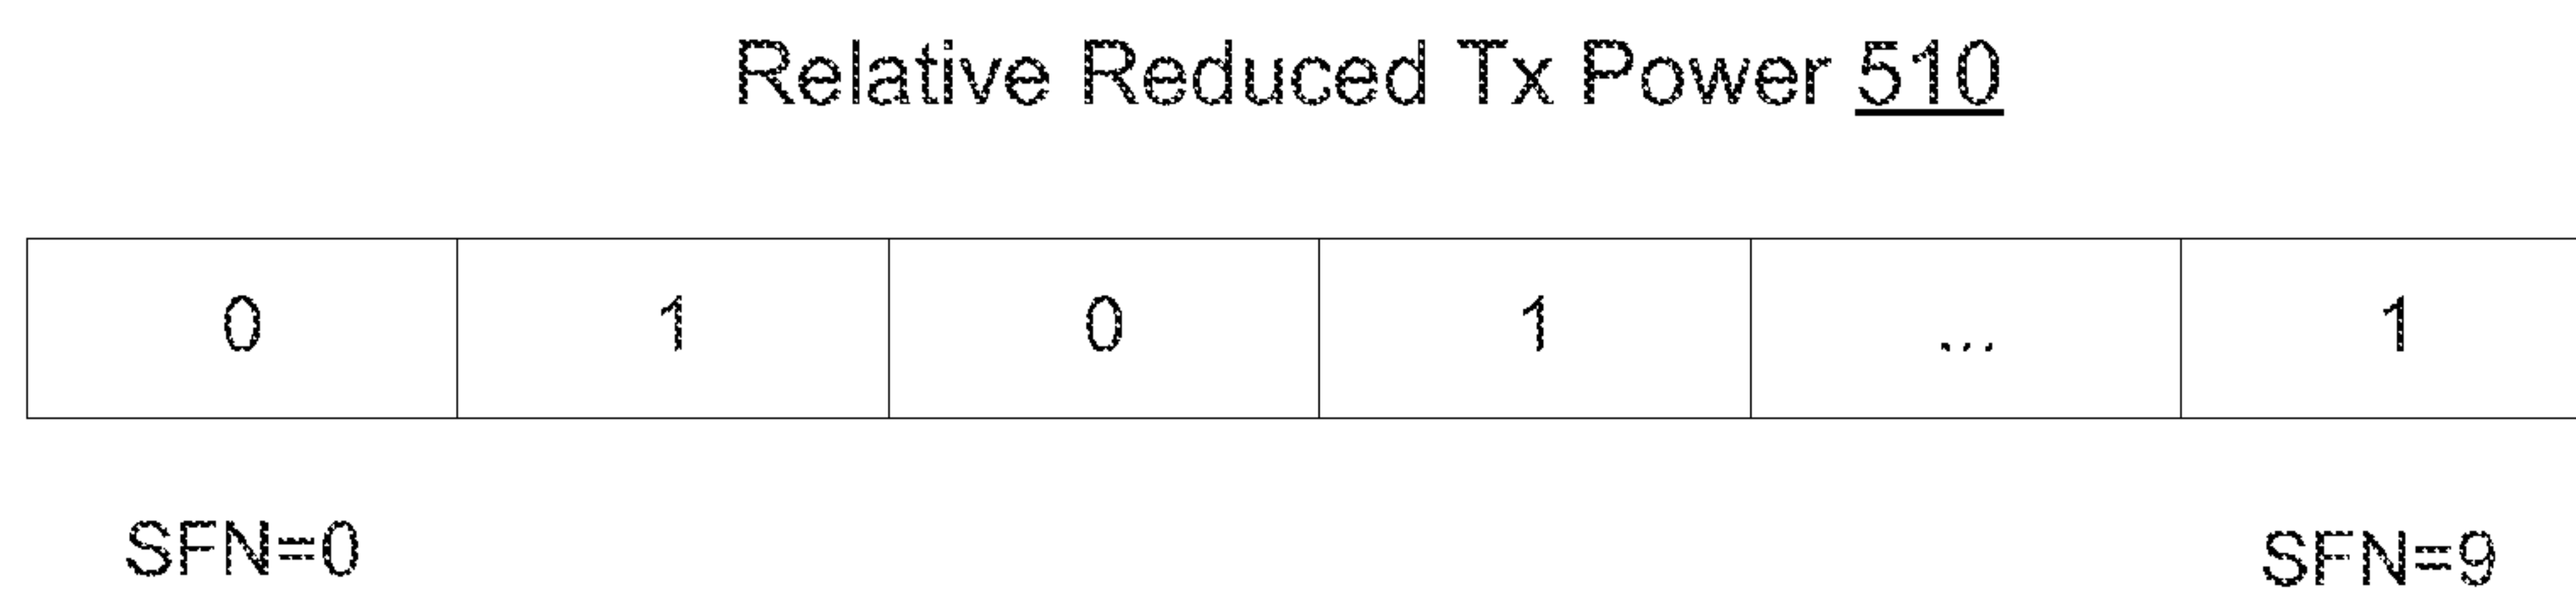 Relative Reduced Tx Power 510
0 1 0 1 ... 1
SFN=0 SFN=9